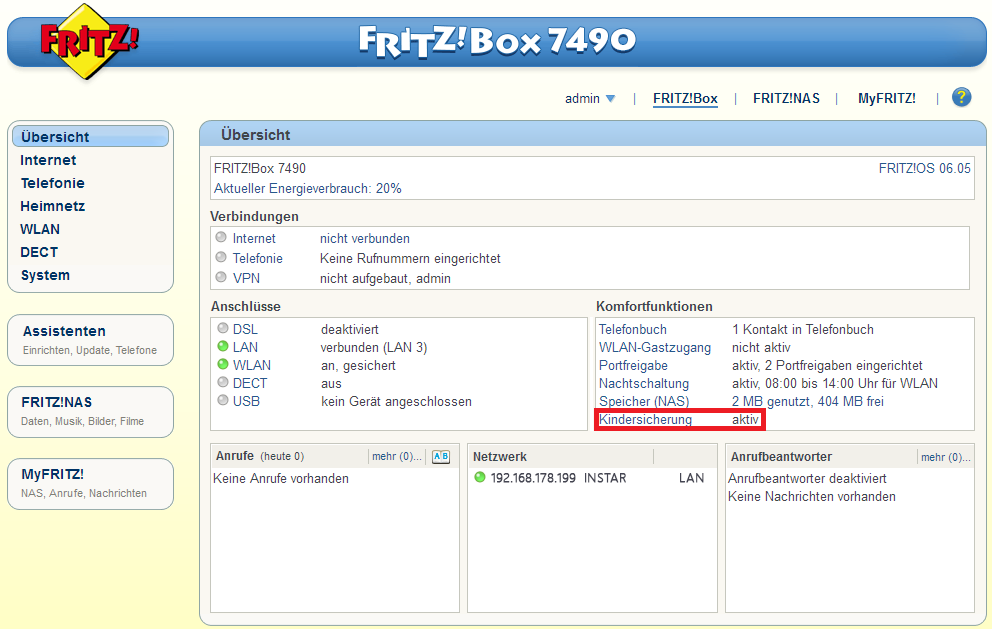 FRITZ!
FRITZ!Box 7490
admin | FRITZ!Box | FRITZ!NAS | MyFRITZ! | ?
Übersicht
Internet
Telefonie
Heimnetz
WLAN
DECT
System
Assistenten
Einrichten, Update, Telefone
FRITZ!NAS
Daten, Musik, Bilder, Filme
MyFRITZ!
NAS, Anrufe, Nachrichten
Übersicht
FRITZ!Box 7490 FRITZ!OS 06.05
Aktueller Energieverbrauch: 20%
Verbindungen
Internet nicht verbunden
Telefonie Keine Rufnummern eingerichtet
VPN nicht aufgebaut, admin
Anschlüsse
DSL deaktiviert
LAN verbunden (LAN 3)
WLAN an, gesichert
DECT aus
USB kein Gerät angeschlossen
Komfortfunktionen
Telefonbuch 1 Kontakt in Telefonbuch
WLAN-Gastzugang nicht aktiv
Portfreigabe aktiv, 2 Portfreigaben eingerichtet
Nachtschaltung aktiv, 08:00 bis 14:00 Uhr für WLAN
Speicher (NAS) 2 MB genutzt, 404 MB frei
Kindersicherung aktiv
Anrufe (heute 0) mehr (0)... AB
Keine Anrufe vorhanden
Netzwerk
192.168.178.199 INSTAR LAN
Anrufbeantworter mehr (0)...
Anrufbeantworter deaktiviert
Keine Nachrichten vorhanden